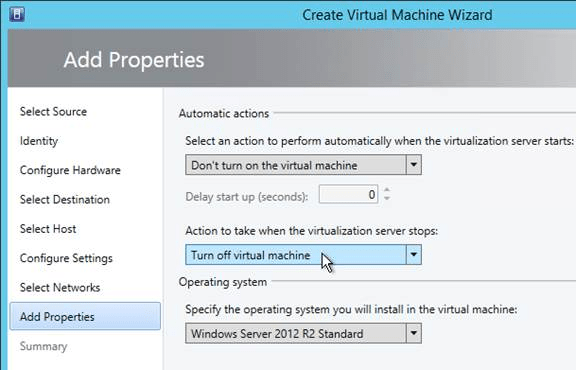 Create Virtual Machine Wizard
Add Properties
Select Source
Identity
Configure Hardware
Select Destination
Select Host
Configure Settings
Select Networks
Add Properties
Summary
Automatic actions
Select an action to perform automatically when the virtualization server starts:
Don't turn on the virtual machine
Delay start up (seconds): 0
Action to take when the virtualization server stops:
Turn off virtual machine
Operating system
Specify the operating system you will install in the virtual machine:
Windows Server 2012 R2 Standard